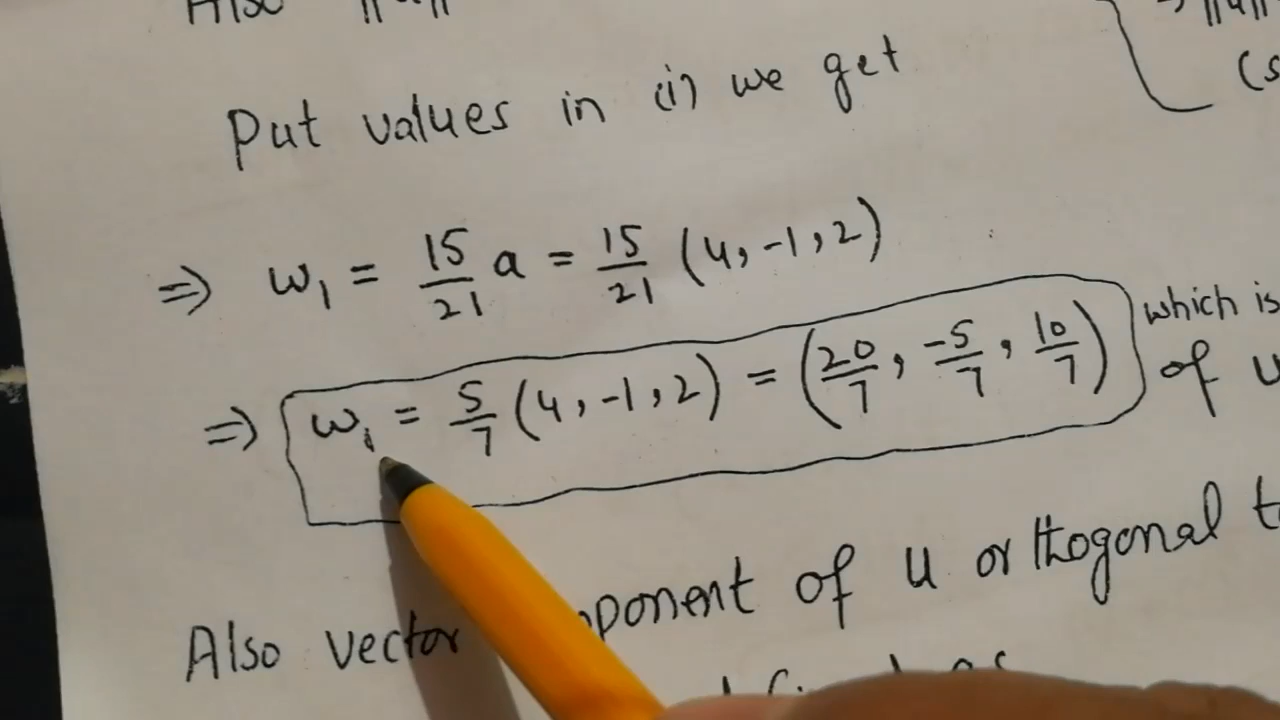 Also
Put values in (i) we get
⇒ w₁ = 15/21 a = 15/21 (4, -1, 2)
⇒ w₁ = 5/7 (4, -1, 2) = (20/7, -5/7, 10/7) which is
of u
Also vector ponent of u orthogonal t